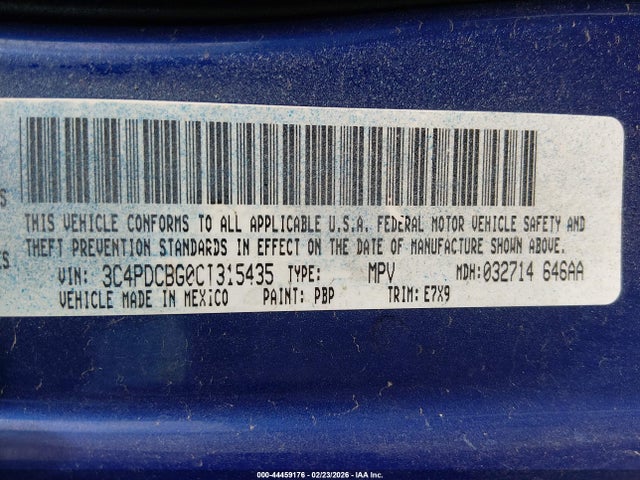 THIS VEHICLE CONFORMS TO ALL APPLICABLE U.S.A. FEDERAL MOTOR VEHICLE SAFETY AND
THEFT PREVENTION STANDARDS IN EFFECT ON THE DATE OF MANUFACTURE SHOWN ABOVE.
VIN: 3C4PDCBG0CT315435 TYPE: MPV MDH:032714 646AA
VEHICLE MADE IN MEXICO PAINT: PBP TRIM: E7X9
000-44459176 - 02/23/2026 - IAA Inc.